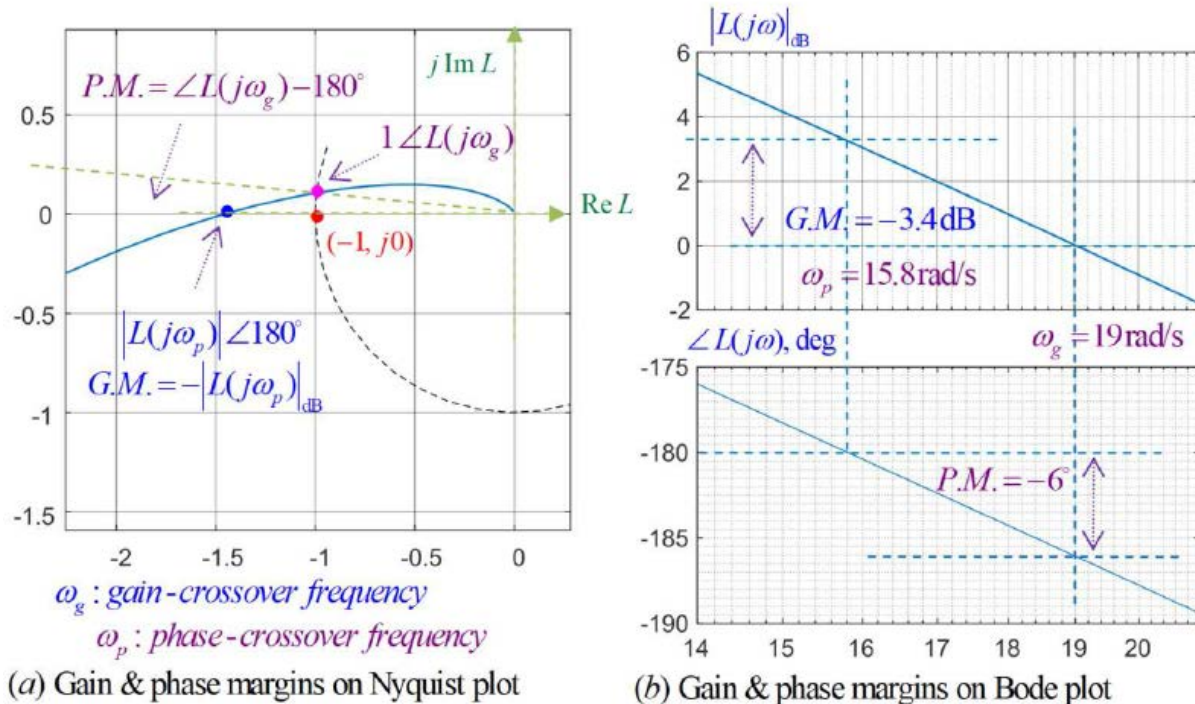 0.5
0
-0.5
-1
-1.5
-2
-1.5
-1
-0.5
0
j Im L
P.M. = ∠L(jω_g) − 180°
1∠L(jω_g)
Re L
(−1, j0)
|L(jω_p)|∠180°
G.M. = −|L(jω_p)|_dB
ω_g : gain-crossover frequency
ω_p : phase-crossover frequency
(a) Gain & phase margins on Nyquist plot
|L(jω)|_dB
6
4
2
0
-2
G.M. = −3.4dB
ω_p = 15.8rad/s
∠L(jω), deg
ω_g = 19rad/s
-175
-180
-185
-190
P.M. = −6°
14
15
16
17
18
19
20
(b) Gain & phase margins on Bode plot